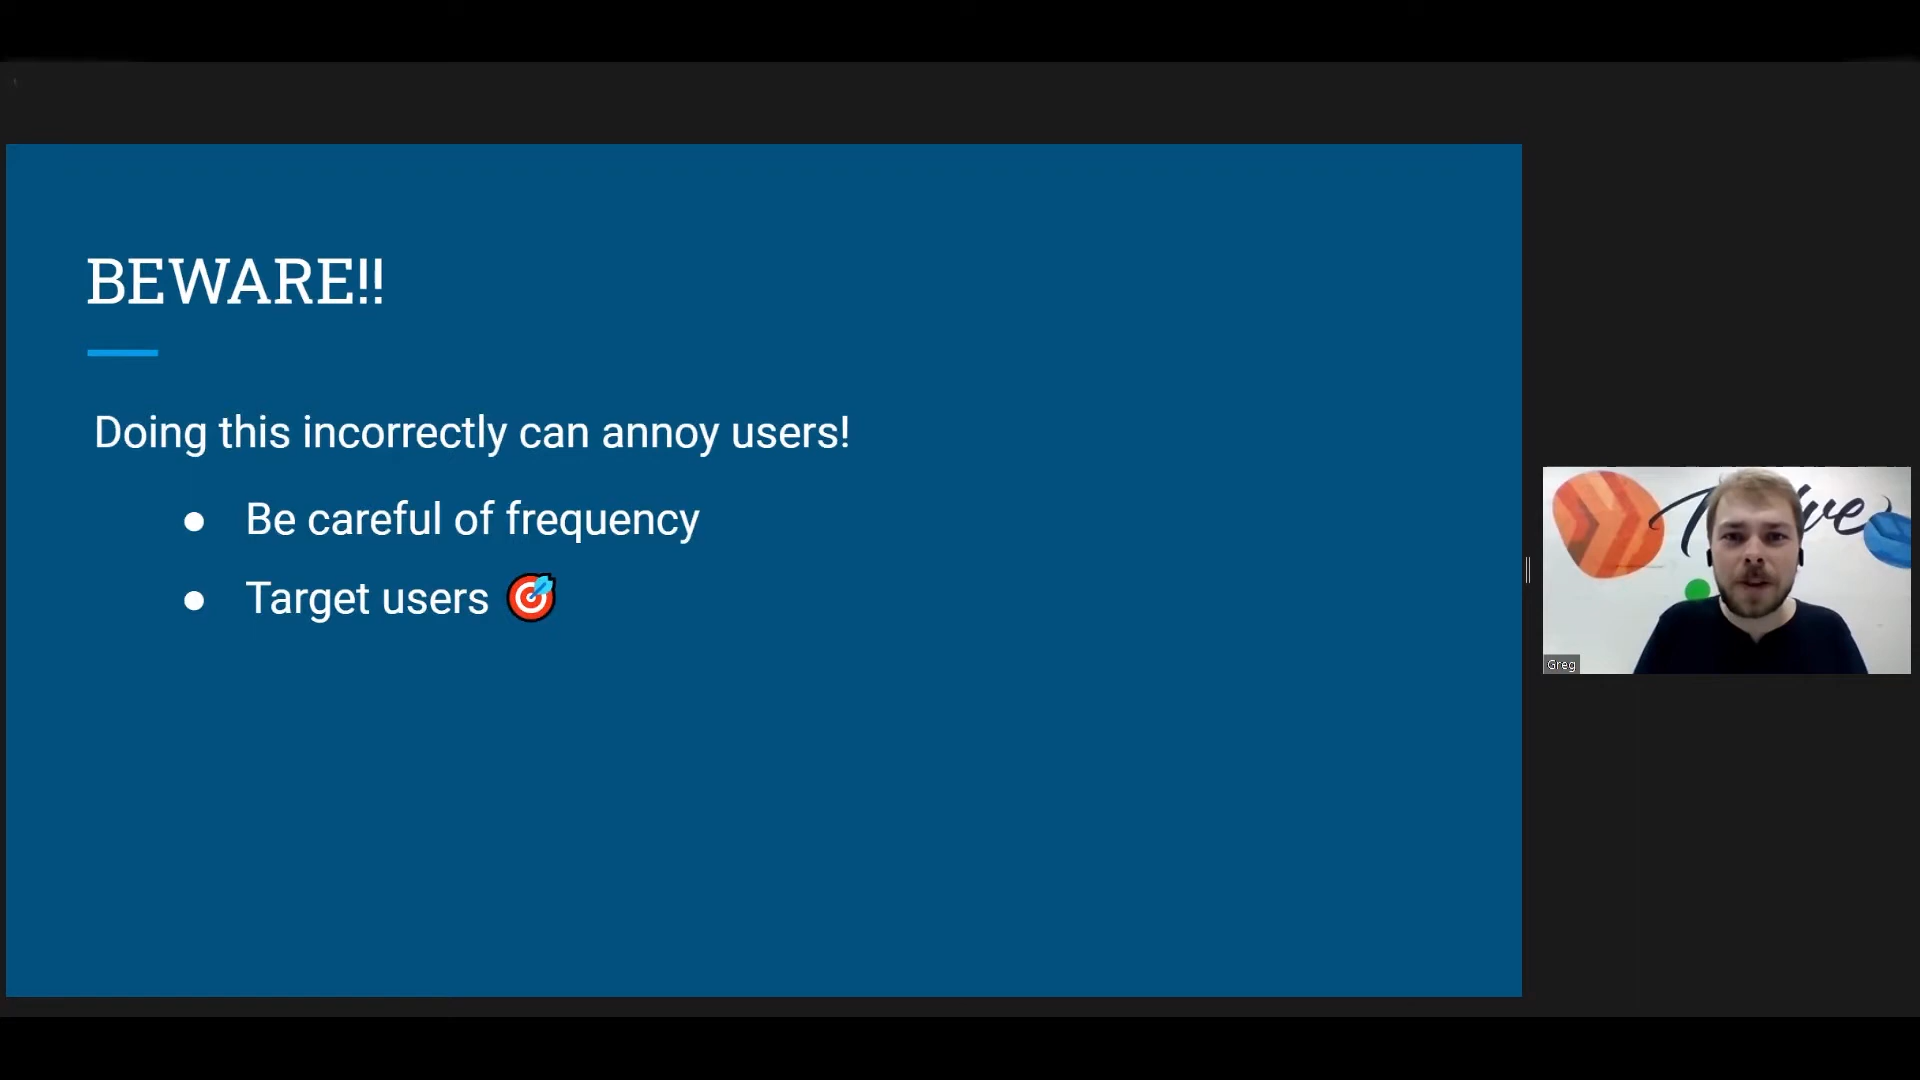 BEWARE!!
Doing this incorrectly can annoy users!
● Be careful of frequency
● Target users 🎯
Greg